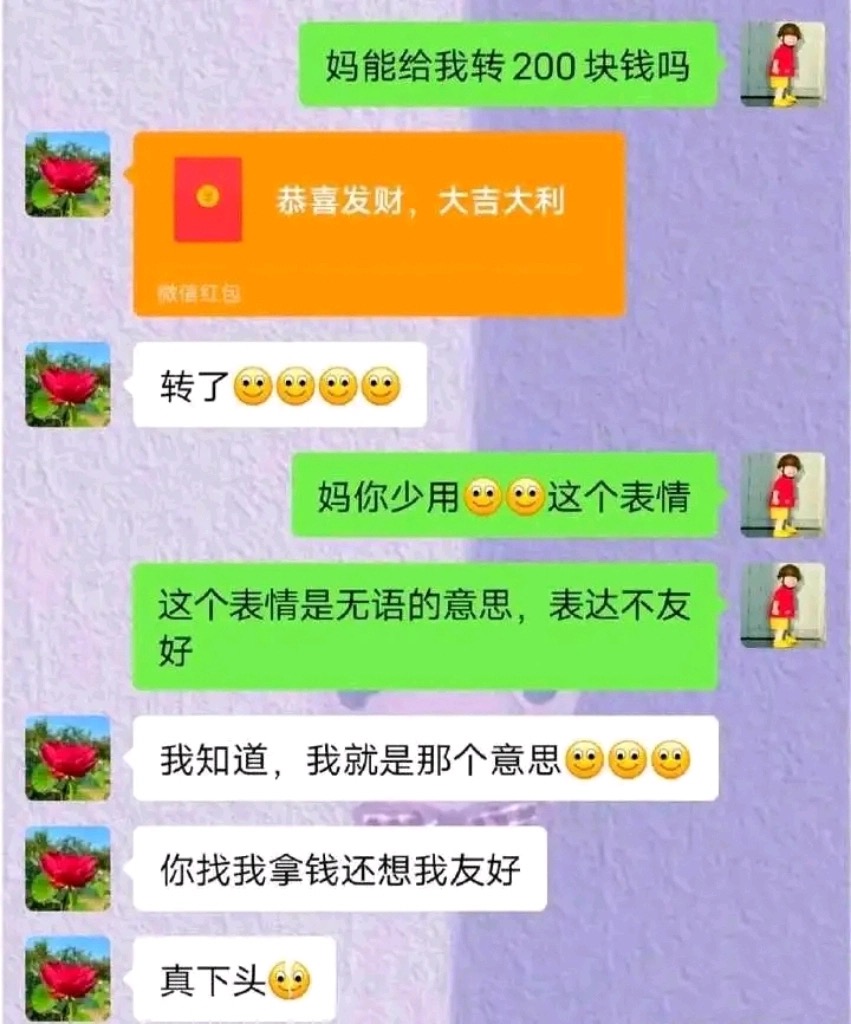 妈能给我转200块钱吗
恭喜发财，大吉大利
微信红包
转了🙂🙂🙂🙂
妈你少用🙂🙂这个表情
这个表情是无语的意思，表达不友
好
我知道，我就是那个意思🙂🙂🙂
你找我拿钱还想我友好
真下头🙂